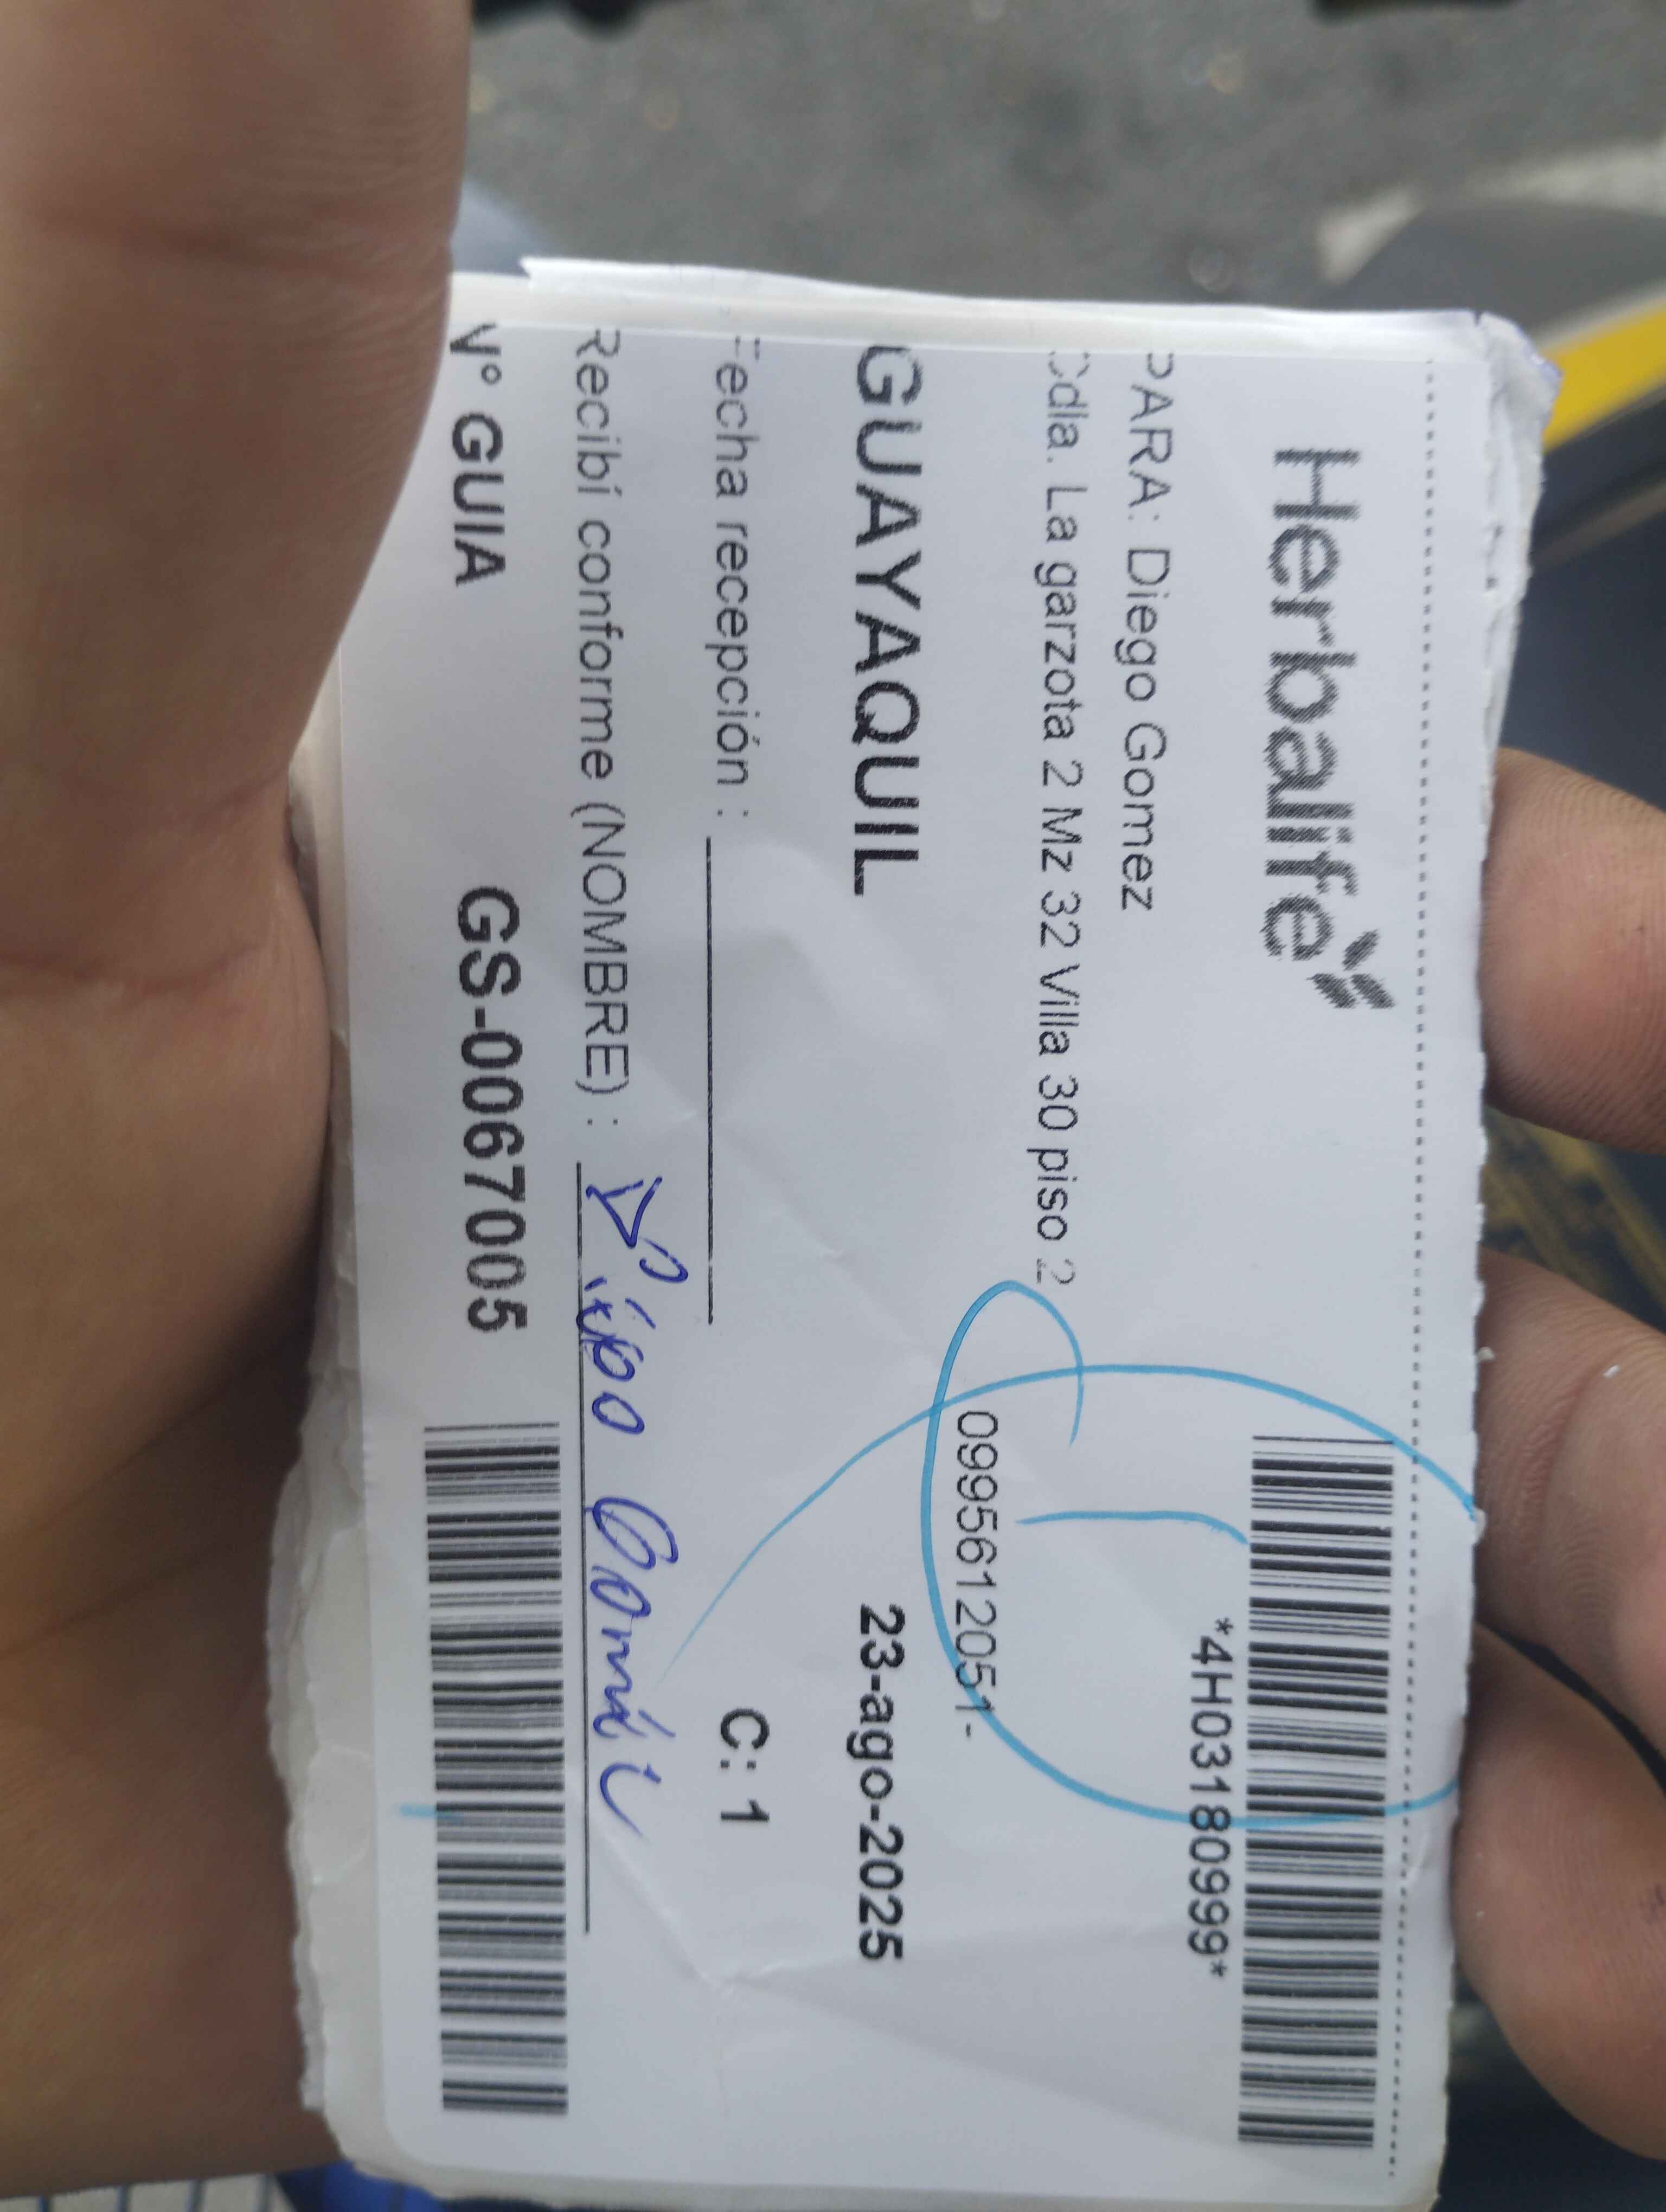 Herbalife
*4H03180999*
PARA: Diego Gomez
Cdla. La garzota 2 Mz 32 Villa 30 piso 2
0995612051-
GUAYAQUIL 23-ago-2025
Fecha recepción : C: 1
Recibí conforme (NOMBRE) :
N° GUIA GS-0067005